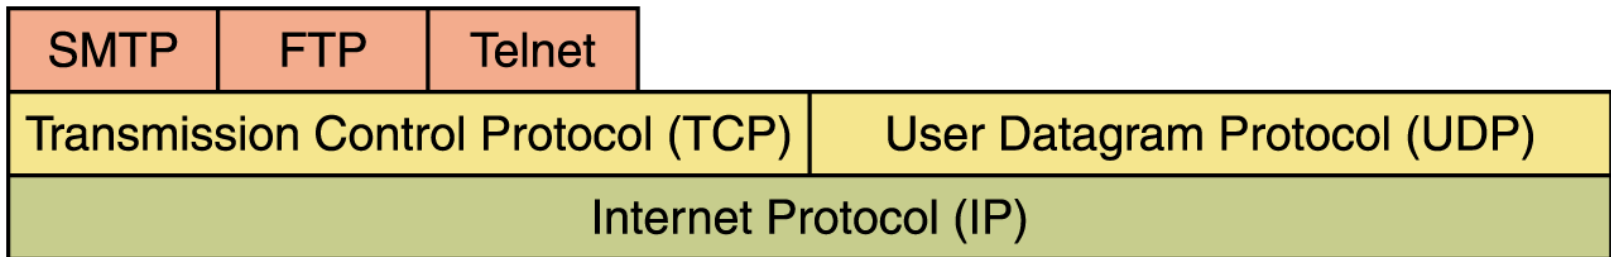 SMTP FTP Telnet
Transmission Control Protocol (TCP) User Datagram Protocol (UDP)
Internet Protocol (IP)